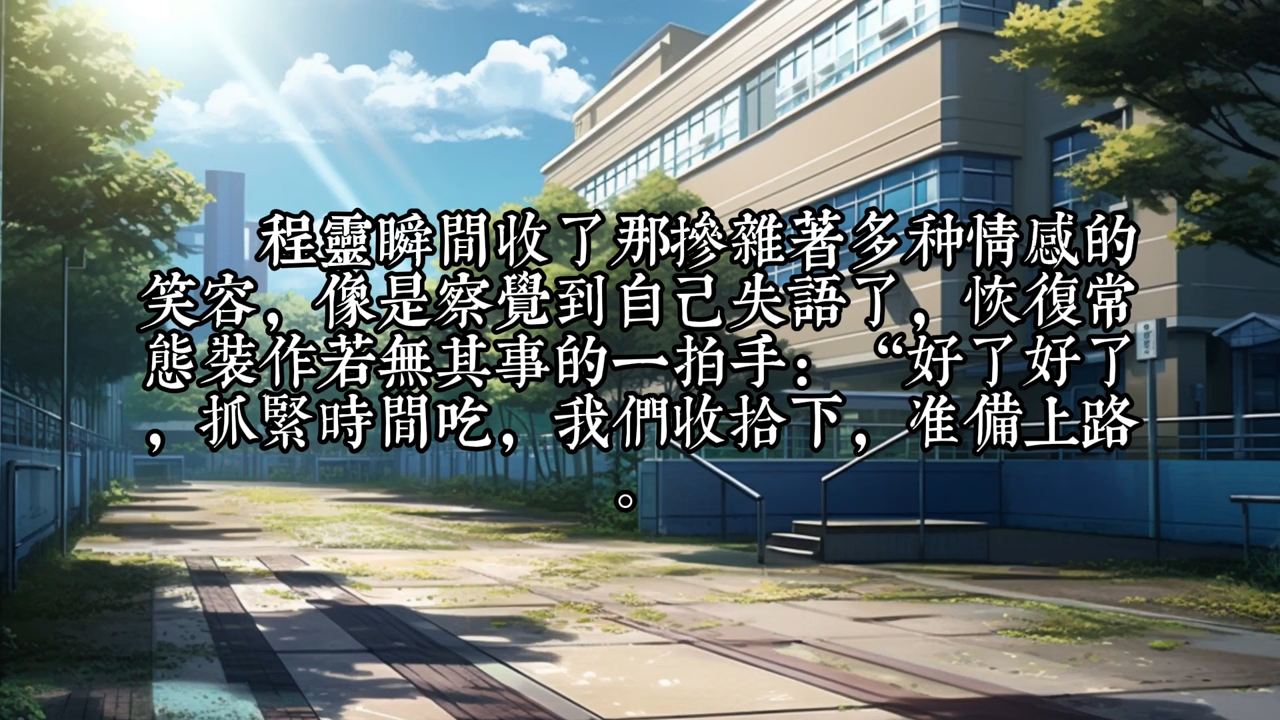 程靈瞬間收了那摻雜著多种情感的
笑容，像是察覺到自己失語了，恢復常
態裝作若無其事的一拍手：“好了好了
，抓緊時間吃，我們收拾下，准備上路
。